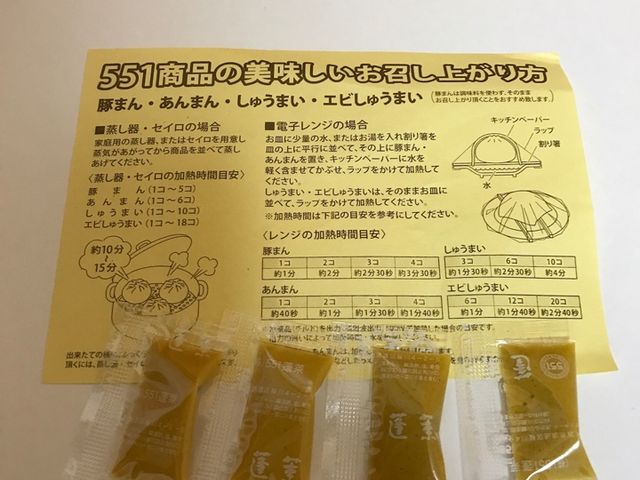 551商品の美味しいお召し上がり方
豚まん・あんまん・しゅうまい・エビしゅうまい
(豚まんは調味料を使わず、そのまま
お召し上がり頂くことをおすすめ致します。)
■蒸し器・セイロの場合
家庭用の蒸し器、またはセイロを用意し
蒸気があがってから商品を並べて蒸し
あげてください。
〈蒸し器・セイロの加熱時間目安〉
豚まん(1コ〜5コ)
あんまん(1コ〜6コ)
しゅうまい(1コ〜10コ)
エビしゅうまい(1コ〜18コ)
約10分
〜15分
■電子レンジの場合
お皿に少量の水、またはお湯を入れ割り箸を
皿の上に平行に並べて、その上に豚まん・
あんまんを置き、キッチンペーパーに水を
軽く含ませてかぶせ、ラップをかけて加熱して
ください。
しゅうまい・エビしゅうまいは、そのままお皿に
並べて、ラップをかけて加熱してください。
※加熱時間は下記の目安を参考にしてください。
キッチンペーパー
ラップ
割り箸
水
〈レンジの加熱時間目安〉
豚まん
1コ 2コ 3コ 4コ
約1分 約2分 約2分30秒 約3分30秒
あんまん
1コ 2コ 3コ 4コ
約40秒 約1分 約1分30秒 約1分40秒
しゅうまい
3コ 6コ 10コ
約1分30秒 約2分30秒 約4分
エビしゅうまい
6コ 12コ 20コ
約1分 約1分40秒 約2分40秒
551蓬莱
551蓬莱
蓬莱
蓬
551